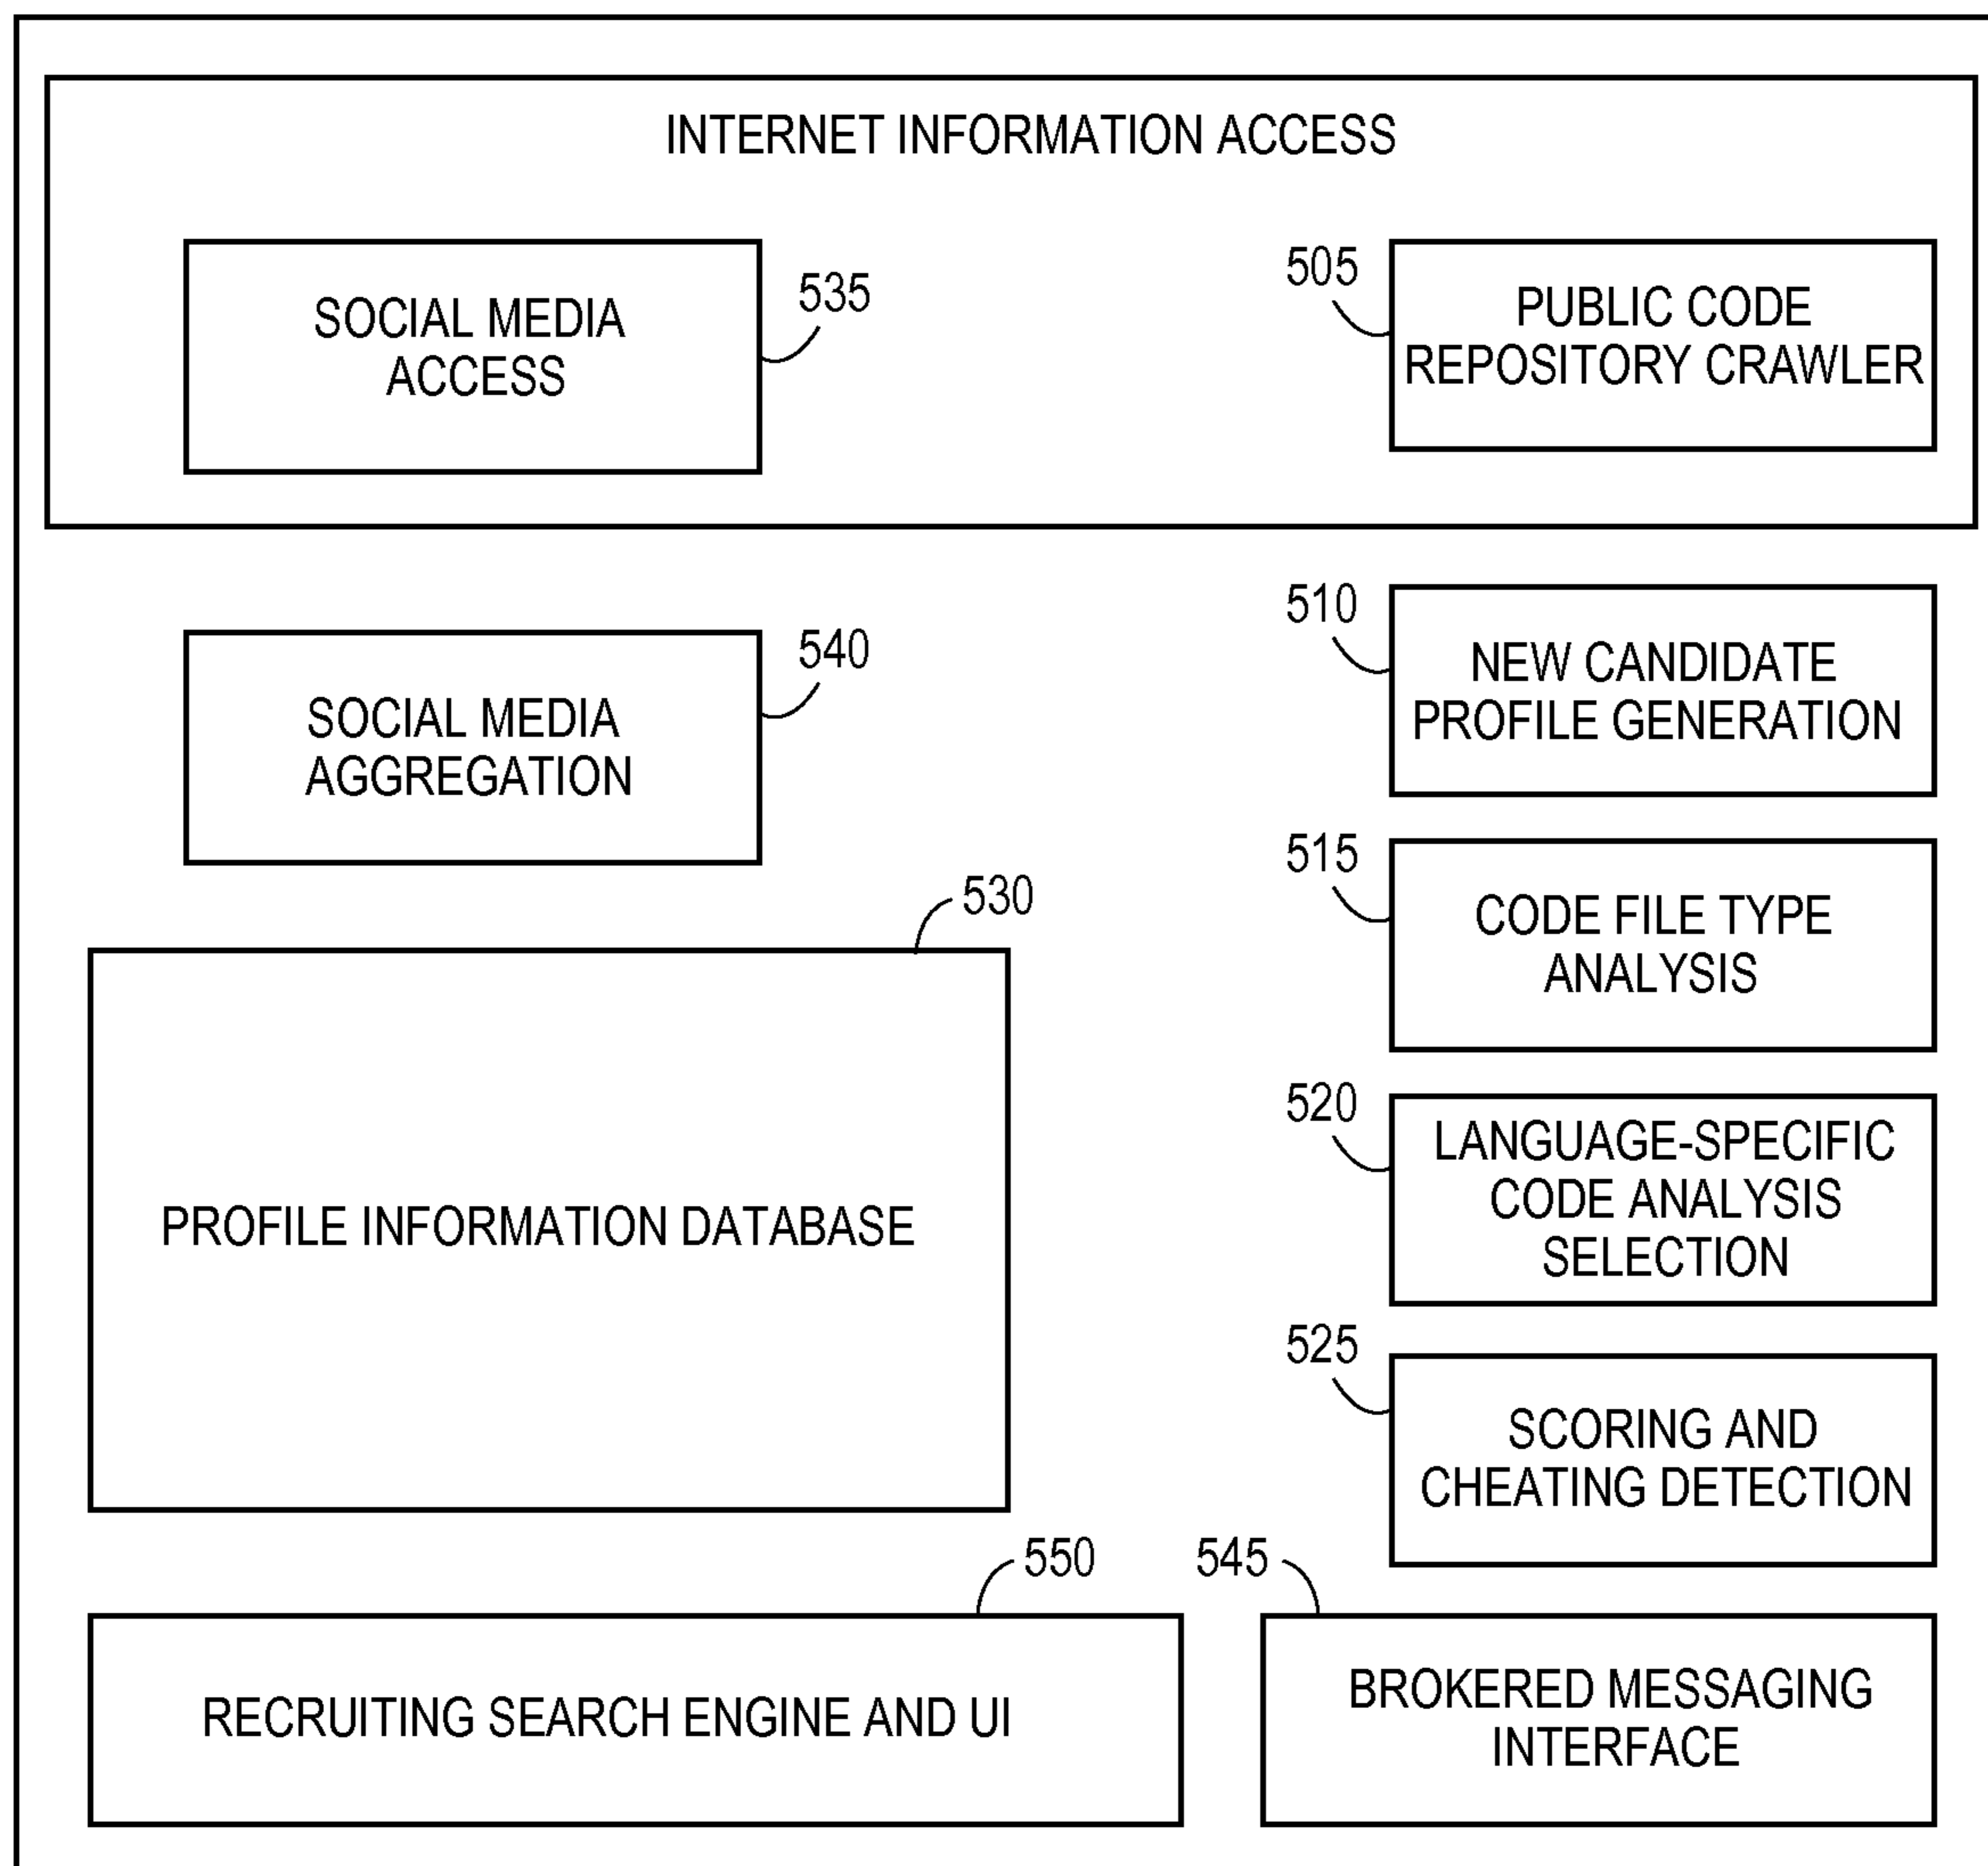 INTERNET INFORMATION ACCESS
SOCIAL MEDIA
ACCESS
535
505
PUBLIC CODE
REPOSITORY CRAWLER
540
SOCIAL MEDIA
AGGREGATION
510
NEW CANDIDATE
PROFILE GENERATION
515
CODE FILE TYPE
ANALYSIS
530
PROFILE INFORMATION DATABASE
520
LANGUAGE-SPECIFIC
CODE ANALYSIS
SELECTION
525
SCORING AND
CHEATING DETECTION
550
RECRUITING SEARCH ENGINE AND UI
545
BROKERED MESSAGING
INTERFACE